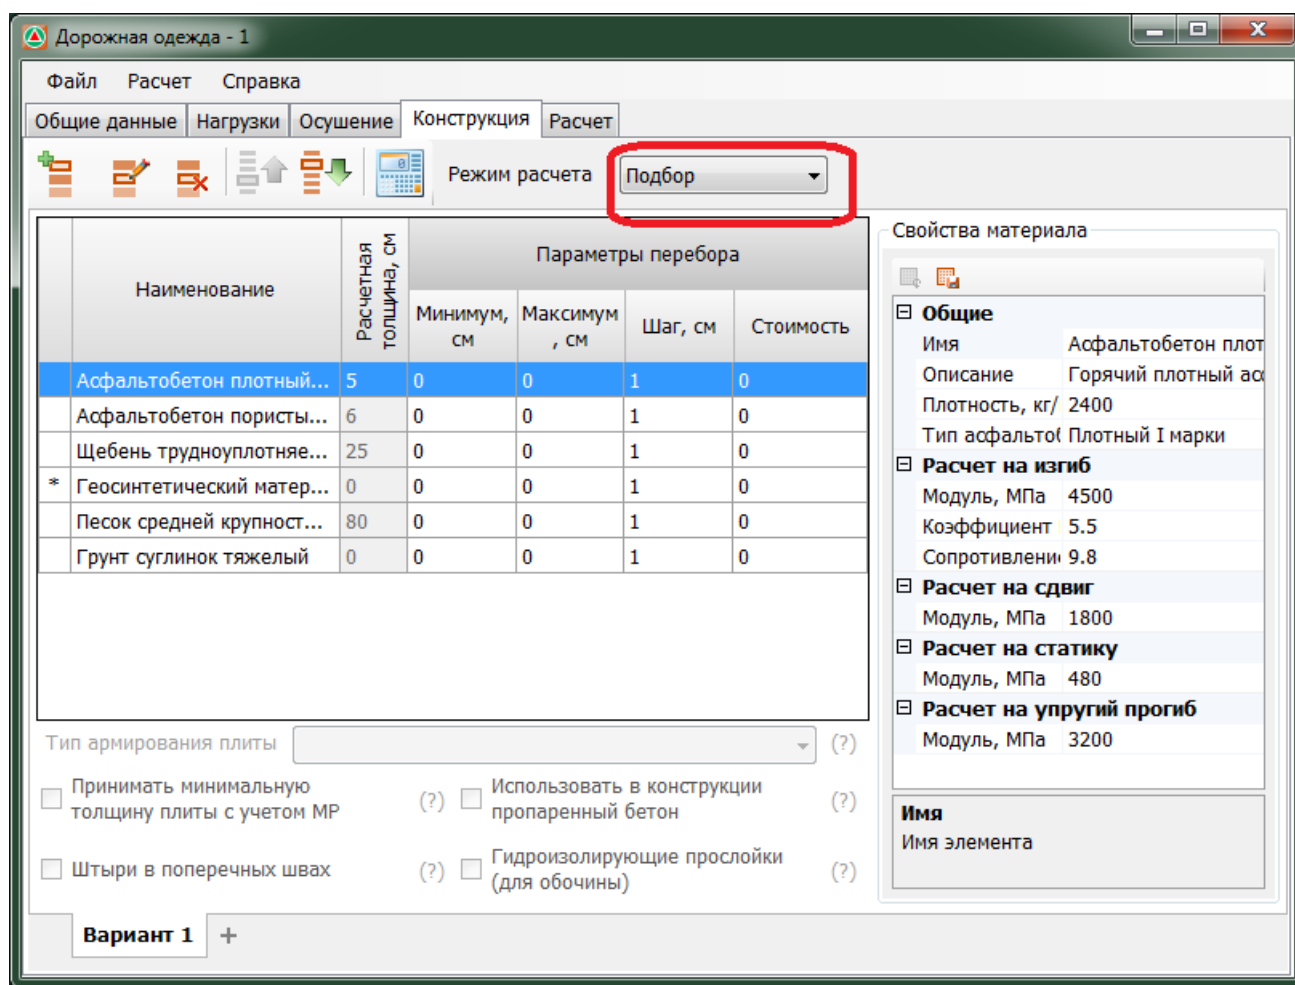 Дорожная одежда - 1
Файл Расчет Справка
Общие данные Нагрузки Осушение Конструкция Расчет
Режим расчета Подбор
Наименование
Расчетная
толщина, см
Параметры перебора
Минимум,
см
Максимум
, см
Шаг, см
Стоимость
Асфальтобетон плотный... 5 0 0 1 0
Асфальтобетон пористы... 6 0 0 1 0
Щебень трудноуплотняе... 25 0 0 1 0
* Геосинтетический матер... 0 0 0 1 0
Песок средней крупност... 80 0 0 1 0
Грунт суглинок тяжелый 0 0 0 1 0
Тип армирования плиты (?)
Принимать минимальную
толщину плиты с учетом МР (?)
Использовать в конструкции
пропаренный бетон (?)
Штыри в поперечных швах (?)
Гидроизолирующие прослойки
(для обочины) (?)
Вариант 1 +
Свойства материала
Общие
Имя Асфальтобетон плот
Описание Горячий плотный ас
Плотность, кг/ 2400
Тип асфальто Плотный I марки
Расчет на изгиб
Модуль, МПа 4500
Коэффициент 5.5
Сопротивлени 9.8
Расчет на сдвиг
Модуль, МПа 1800
Расчет на статику
Модуль, МПа 480
Расчет на упругий прогиб
Модуль, МПа 3200
Имя
Имя элемента